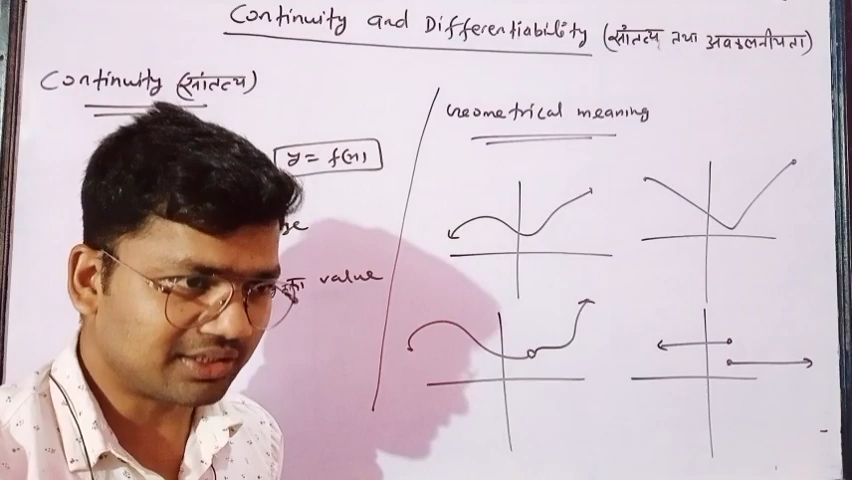 Continuity and Differentiability (सांतत्य तथा अवकलनीयता)
Continuity (सांतत्य)
Geometrical meaning
y = f(x)
का value